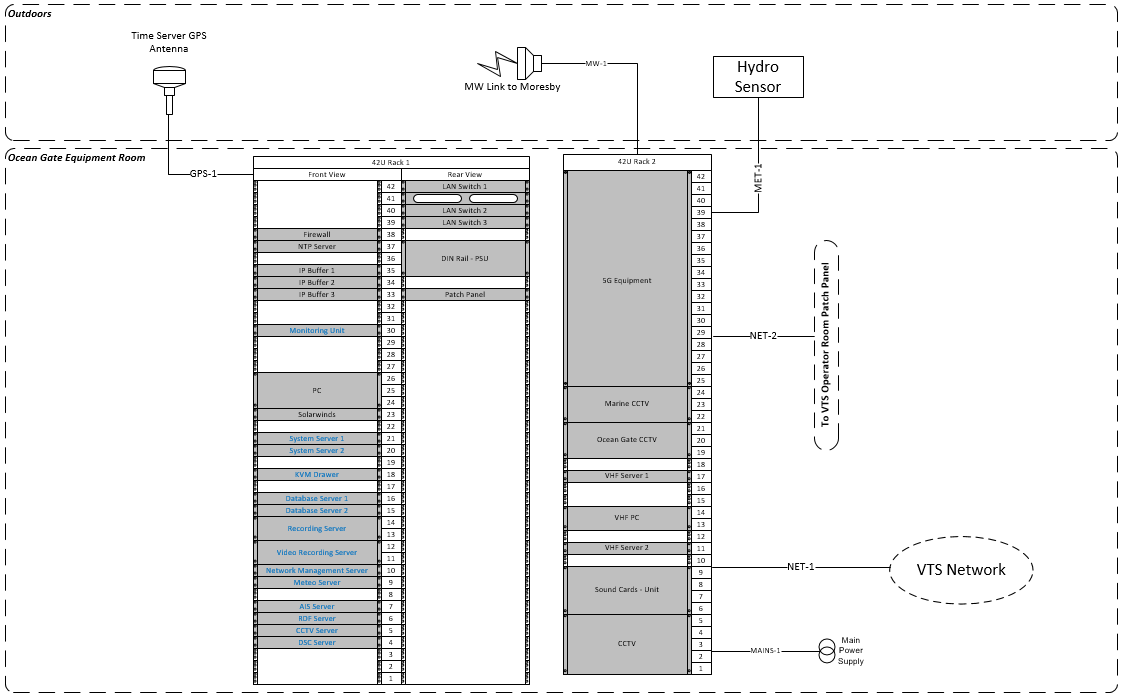 Outdoors
Time Server GPS
Antenna
MW-1
MW Link to Moresby
Hydro
Sensor
Ocean Gate Equipment Room
GPS-1
MET-1
42U Rack 1
Front View
Rear View
42
LAN Switch 1
41
40
LAN Switch 2
39
LAN Switch 3
Firewall
38
NTP Server
37
36
DIN Rail - PSU
IP Buffer 1
35
IP Buffer 2
34
IP Buffer 3
33
Patch Panel
32
31
Monitoring Unit
30
29
28
27
26
PC
25
24
Solarwinds
23
22
System Server 1
21
System Server 2
20
19
KVM Drawer
18
17
Database Server 1
16
Database Server 2
15
14
Recording Server
13
12
Video Recording Server
11
Network Management Server
10
Meteo Server
9
8
AIS Server
7
RDF Server
6
CCTV Server
5
DSC Server
4
3
2
1
42U Rack 2
42
41
40
39
38
37
36
35
34
5G Equipment
33
32
31
30
29
28
27
26
25
24
Marine CCTV
23
22
21
Ocean Gate CCTV
20
19
18
VHF Server 1
17
16
15
14
VHF PC
13
12
VHF Server 2
11
10
9
Sound Cards - Unit
8
7
6
5
4
CCTV
3
2
1
NET-2
To VTS Operator Room Patch Panel
NET-1
VTS Network
MAINS-1
Main
Power
Supply